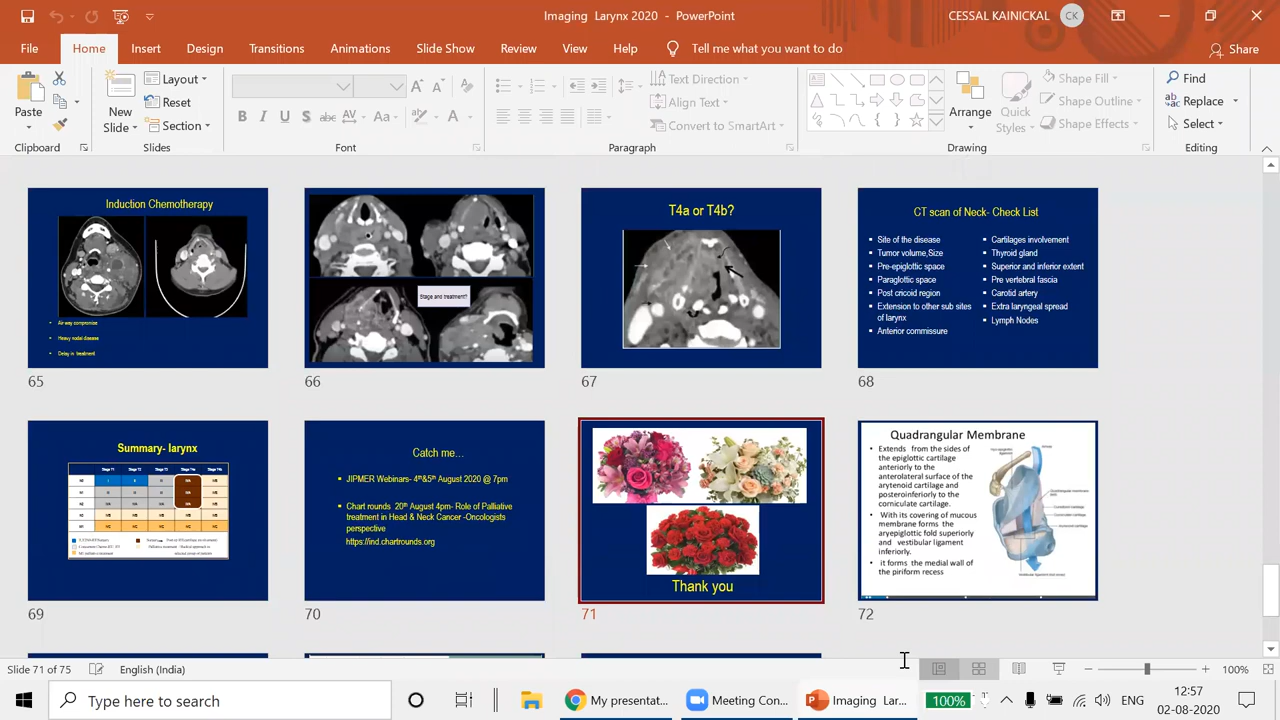 Imaging Larynx 2020 - PowerPoint
CESSAL KAINICKAL
CK
File
Home
Insert
Design
Transitions
Animations
Slide Show
Review
View
Help
Tell me what you want to do
Share
Paste
New
Slide
Layout
Reset
Section
Text Direction
Align Text
Convert to SmartArt
Arrange
Quick
Styles
Shape Fill
Shape Outline
Shape Effects
Find
Replace
Select
Clipboard
Slides
Font
Paragraph
Drawing
Editing
Induction Chemotherapy
Airway compromise
Heavy nodal disease
Delay in treatment
65
Stage and treatment?
66
T4a or T4b?
67
CT scan of Neck- Check List
Site of the disease
Tumor volume,Size
Pre-epiglottic space
Paraglottic space
Post cricoid region
Extension to other sub sites
of larynx
Anterior commissure
Cartilages involvement
Thyroid gland
Superior and inferior extent
Pre vertebral fascia
Carotid artery
Extra laryngeal spread
Lymph Nodes
68
Summary- larynx
69
Catch me...
JIPMER Webinars- 4th&5th August 2020 @ 7pm
Chart rounds 20th August 4pm- Role of Palliative
treatment in Head & Neck Cancer -Oncologists
perspective
https://ind.chartrounds.org
70
Thank you
71
Quadrangular Membrane
Extends from the sides of
the epiglottic cartilage
anteriorly to the
anterolateral surface of the
arytenoid cartilage and
posteroinferiorly to the
corniculate cartilage.
With its covering of mucous
membrane forms the
aryepiglottic fold superiorly
and vestibular ligament
inferiorly.
it forms the medial wall of
the piriform recess
72
Slide 71 of 75
English (India)
100%
Type here to search
My presentat...
Meeting Con...
Imaging Lar...
100%
ENG
12:57
02-08-2020